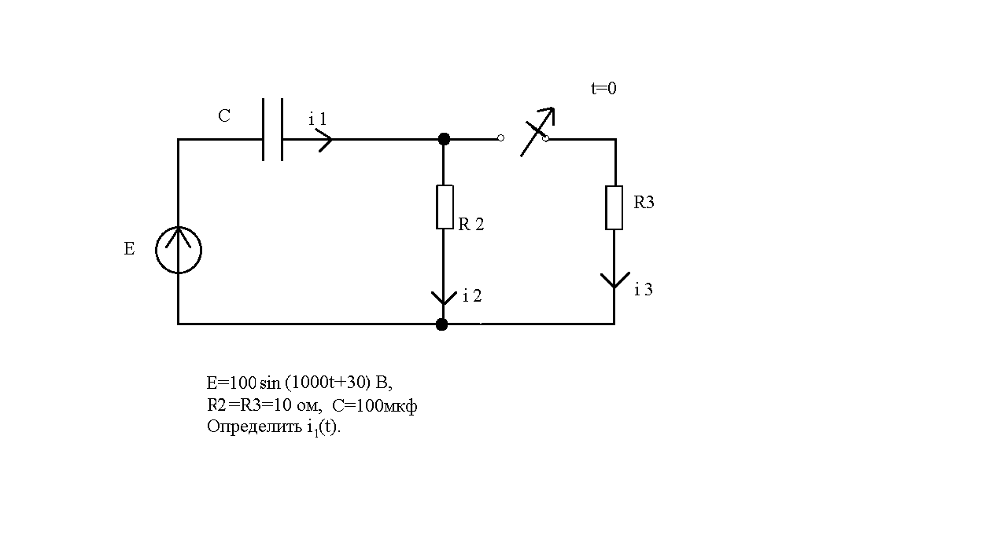 t=0
C
i 1
R 2
R3
E
i 2
i 3
E=100 sin (1000t+30) В,
R2=R3=10 ом, C=100мкф
Определить i₁(t).